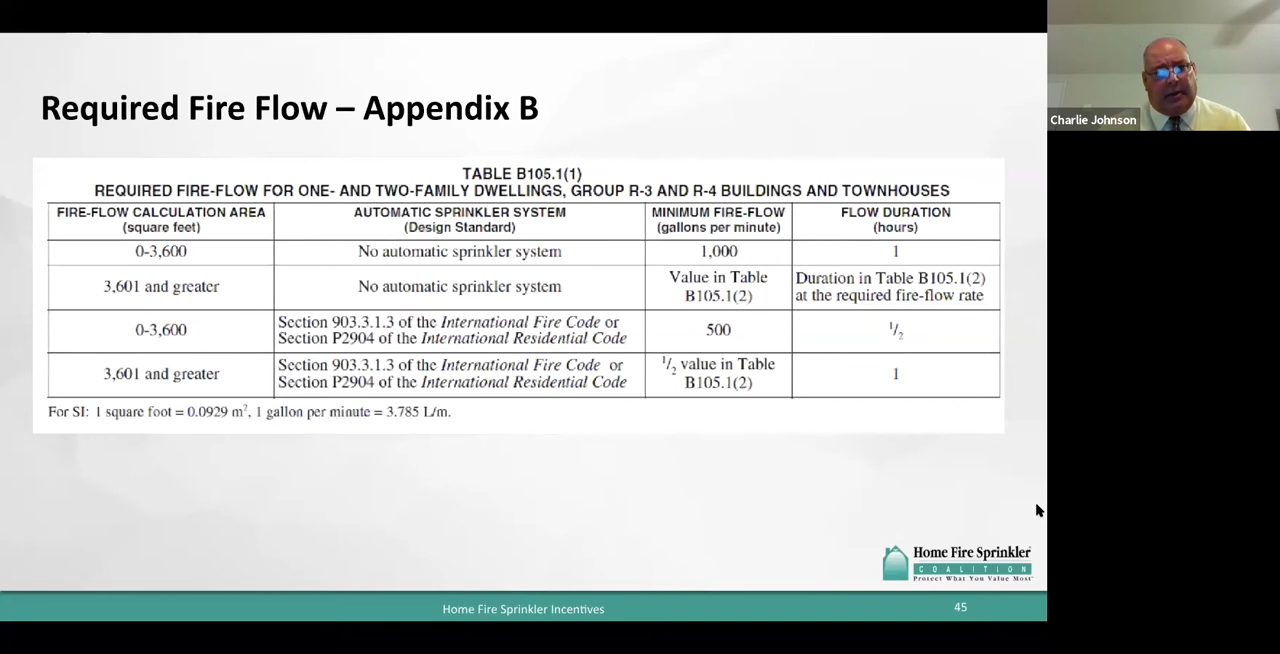 Required Fire Flow – Appendix B
Charlie Johnson
TABLE B105.1(1)
REQUIRED FIRE-FLOW FOR ONE- AND TWO-FAMILY DWELLINGS, GROUP R-3 AND R-4 BUILDINGS AND TOWNHOUSES
FIRE-FLOW CALCULATION AREA
(square feet)
AUTOMATIC SPRINKLER SYSTEM
(Design Standard)
MINIMUM FIRE-FLOW
(gallons per minute)
FLOW DURATION
(hours)
0-3,600
No automatic sprinkler system
1,000
1
3,601 and greater
No automatic sprinkler system
Value in Table
B105.1(2)
Duration in Table B105.1(2)
at the required fire-flow rate
0-3,600
Section 903.3.1.3 of the International Fire Code or
Section P2904 of the International Residential Code
500
1/2
3,601 and greater
Section 903.3.1.3 of the International Fire Code or
Section P2904 of the International Residential Code
1/2 value in Table
B105.1(2)
1
For SI: 1 square foot = 0.0929 m², 1 gallon per minute = 3.785 L/m.
Home Fire Sprinkler
COALITION
Protect What You Value Most
Home Fire Sprinkler Incentives
45